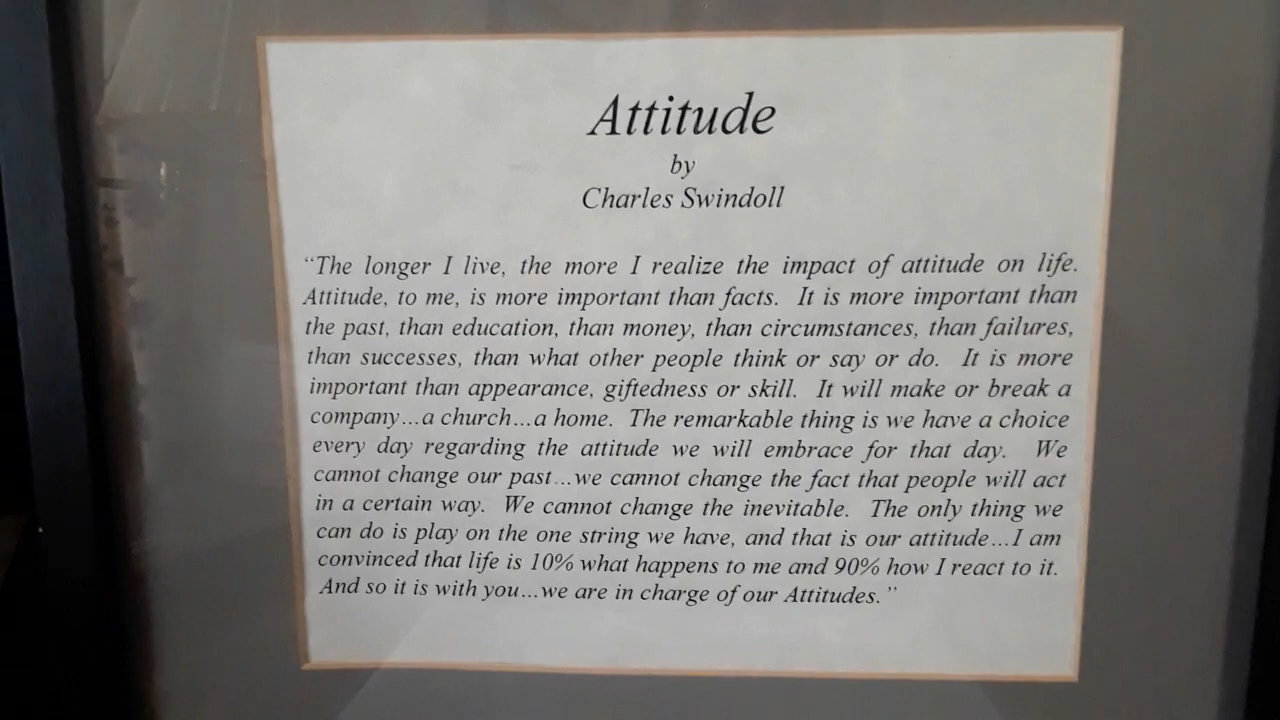 Attitude
by
Charles Swindoll
“The longer I live, the more I realize the impact of attitude on life.
Attitude, to me, is more important than facts.  It is more important than
the past, than education, than money, than circumstances, than failures,
than successes, than what other people think or say or do.  It is more
important than appearance, giftedness or skill.  It will make or break a
company...a church...a home.  The remarkable thing is we have a choice
every day regarding the attitude we will embrace for that day.  We
cannot change our past...we cannot change the fact that people will act
in a certain way.  We cannot change the inevitable.  The only thing we
can do is play on the one string we have, and that is our attitude...I am
convinced that life is 10% what happens to me and 90% how I react to it.
And so it is with you...we are in charge of our Attitudes.”